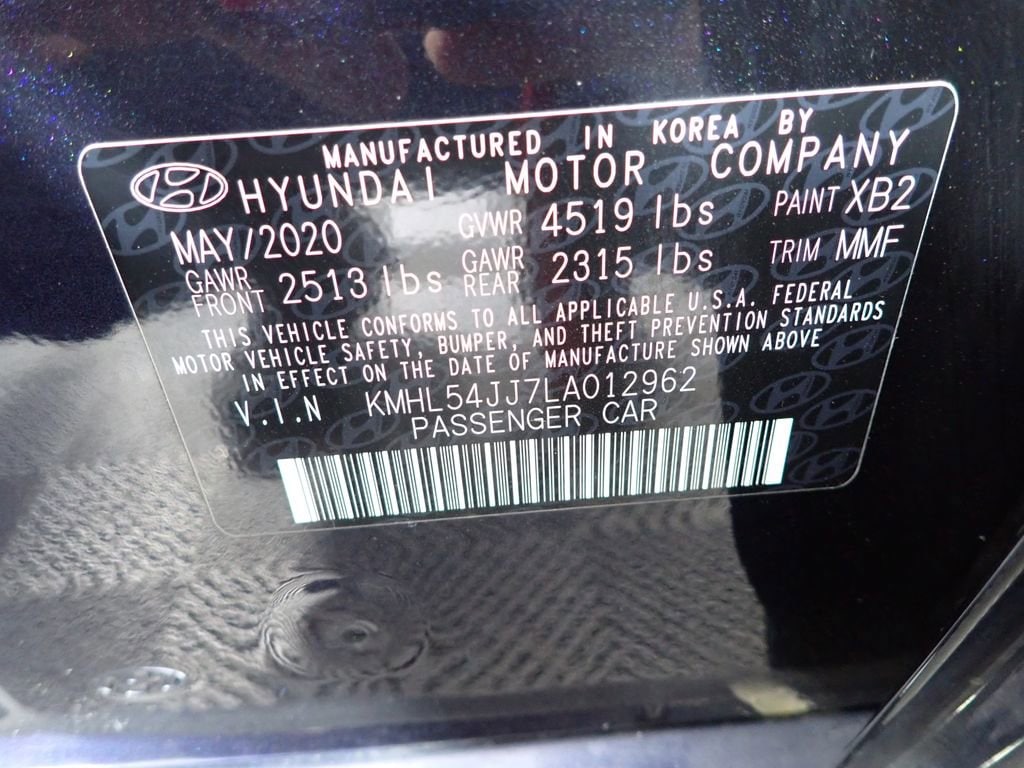 MANUFACTURED IN KOREA BY
HYUNDAI MOTOR COMPANY
MAY/2020 GVWR 4519 lbs PAINT XB2
GAWR FRONT 2513 lbs GAWR REAR 2315 lbs TRIM MMF
THIS VEHICLE CONFORMS TO ALL APPLICABLE U.S.A. FEDERAL
MOTOR VEHICLE SAFETY, BUMPER, AND THEFT PREVENTION STANDARDS
IN EFFECT ON THE DATE OF MANUFACTURE SHOWN ABOVE
V.I.N KMHL54JJ7LA012962
PASSENGER CAR